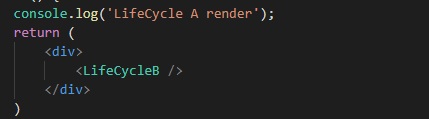 console.log('LifeCycle A render');
return (
<div>
<LifeCycleB />
</div>
)